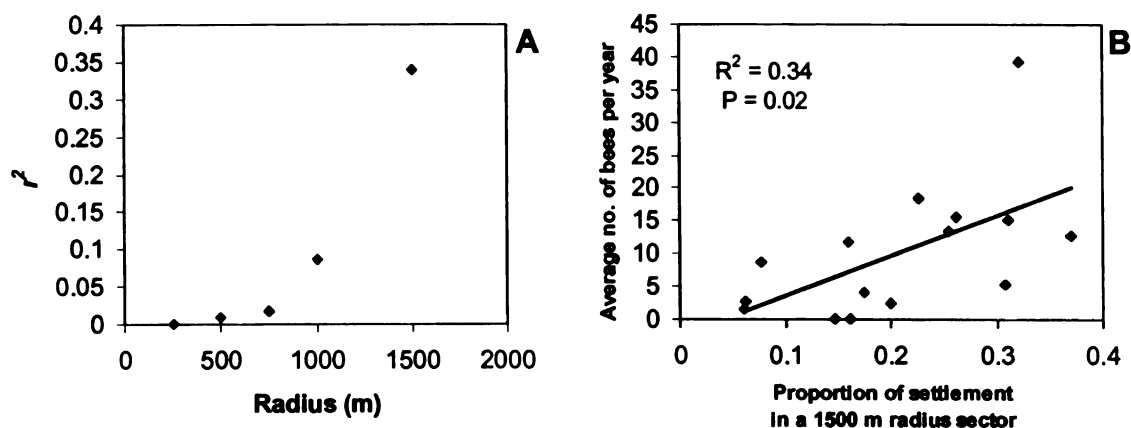 A
r²
0.4
0.35
0.3
0.25
0.2
0.15
0.1
0.05
0
0 500 1000 1500 2000
Radius (m)
B
Average no. of bees per year
45
40
35
30
25
20
15
10
5
0
R² = 0.34
P = 0.02
0 0.1 0.2 0.3 0.4
Proportion of settlement
in a 1500 m radius sector